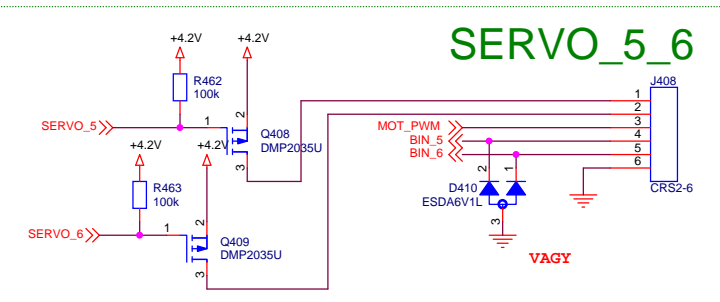 SERVO_5_6
+4.2V
+4.2V
R462
100k
J408
1
2
3
4
5
6
CRS2-6
SERVO_5
1
2
3
Q408
DMP2035U
MOT_PWM
BIN_5
BIN_6
+4.2V
+4.2V
R463
100k
2
1
D410
ESDA6V1L
3
SERVO_6
1
2
3
Q409
DMP2035U
VAGY